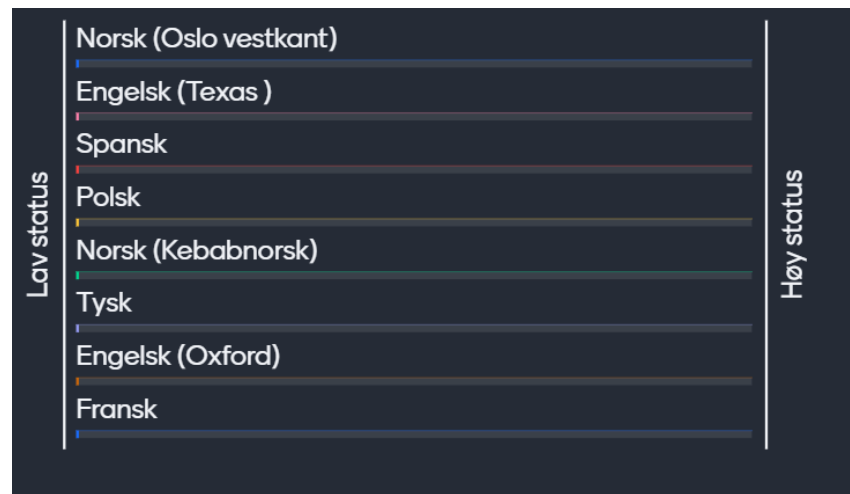 Norsk (Oslo vestkant)
Engelsk (Texas )
Spansk
Polsk
Norsk (Kebabnorsk)
Tysk
Engelsk (Oxford)
Fransk
Lav status
Høy status